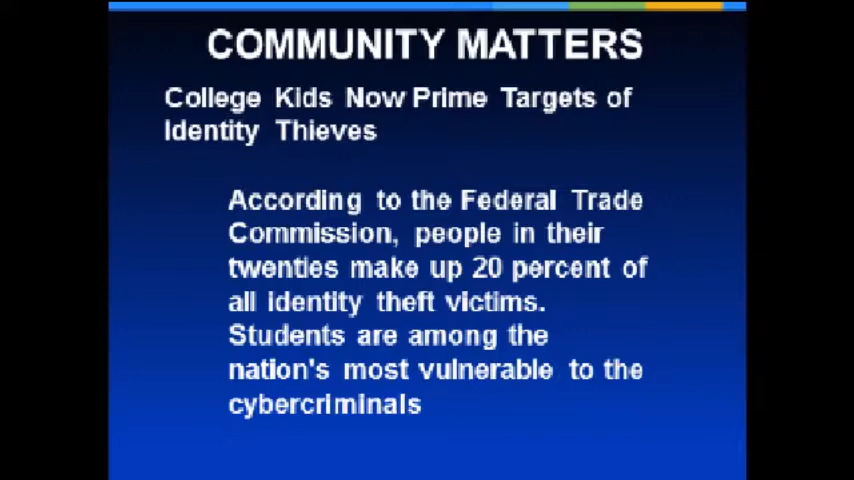 COMMUNITY MATTERS
College Kids Now Prime Targets of
Identity Thieves
According to the Federal Trade
Commission, people in their
twenties make up 20 percent of
all identity theft victims.
Students are among the
nation's most vulnerable to the
cybercriminals